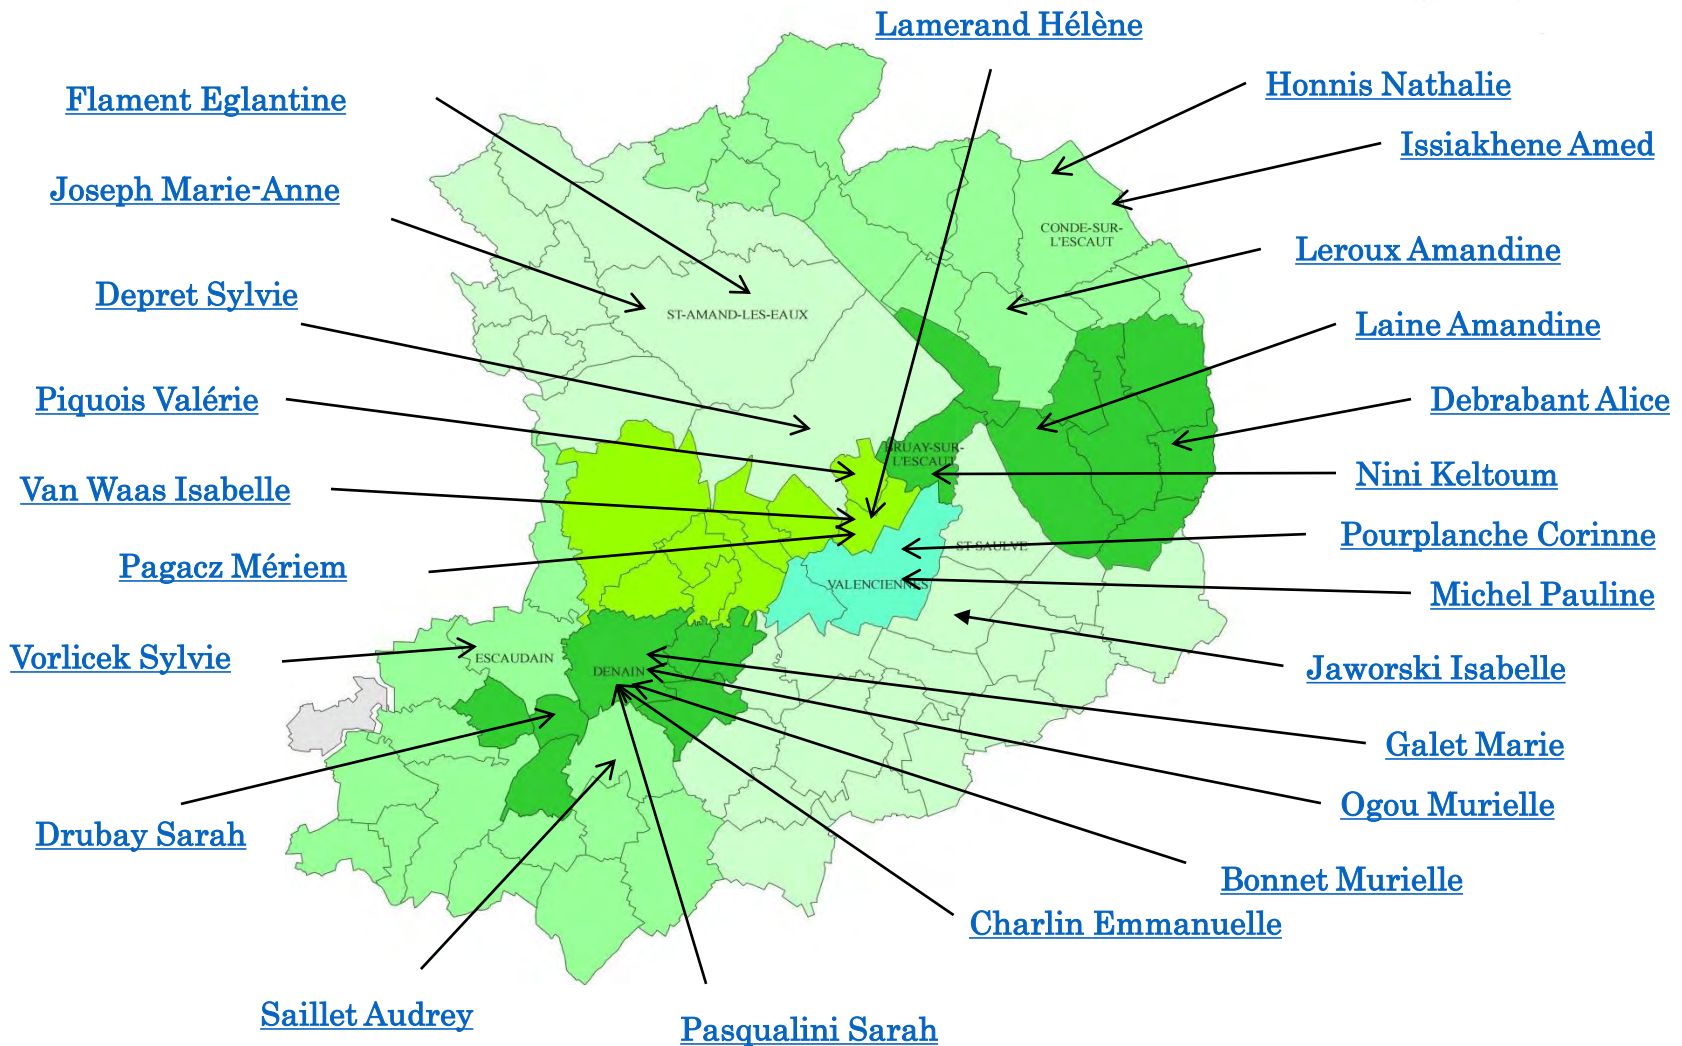 Lamerand Hélène
Flament Eglantine
Honnis Nathalie
Issiakhene Amed
Joseph Marie-Anne
CONDE-SUR-
L'ESCAUT
Leroux Amandine
Depret Sylvie
ST-AMAND-LES-EAUX
Laine Amandine
Piquois Valérie
Debrabant Alice
BRUAY-SUR-
L'ESCAUT
Van Waas Isabelle
Nini Keltoum
Pourplanche Corinne
ST-SAULVE
Pagacz Mériem
VALENCIENNES
Michel Pauline
Vorlicek Sylvie
ESCAUDAIN
DENAIN
Jaworski Isabelle
Galet Marie
Ogou Murielle
Drubay Sarah
Bonnet Murielle
Charlin Emmanuelle
Saillet Audrey
Pasqualini Sarah